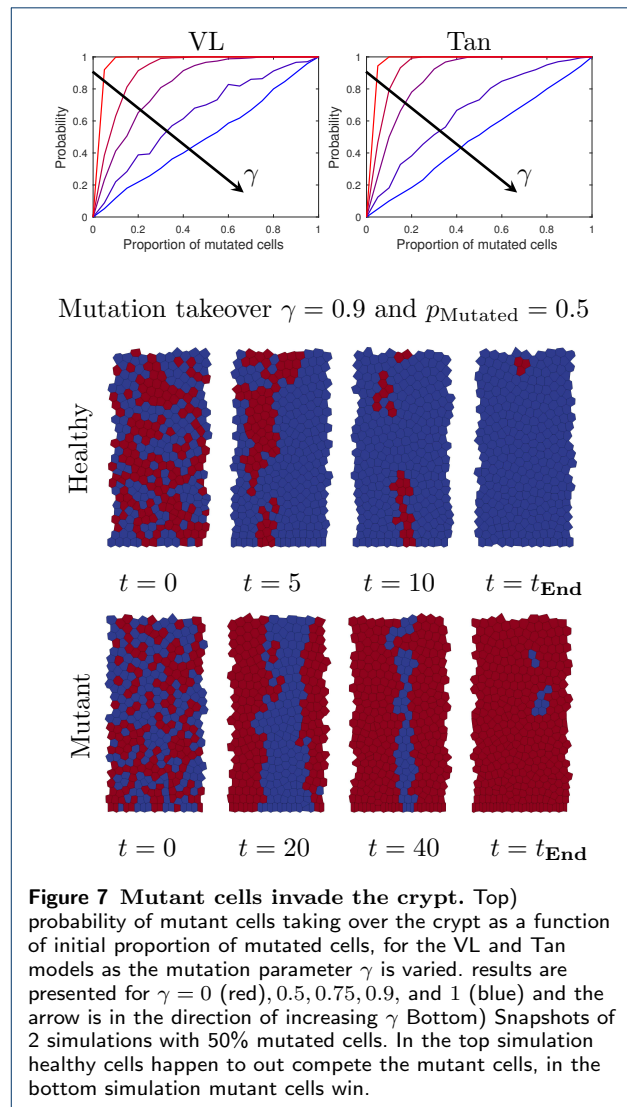 VL Tan
1 1
0.8 0.8
0.6 0.6
0.4 0.4
0.2 0.2
0 0
Probability Probability
γ γ
0 0.2 0.4 0.6 0.8 1 0 0.2 0.4 0.6 0.8 1
Proportion of mutated cells Proportion of mutated cells
Mutation takeover γ = 0.9 and pMutated = 0.5
Healthy
t = 0 t = 5 t = 10 t = tEnd
Mutant
t = 0 t = 20 t = 40 t = tEnd
Figure 7 Mutant cells invade the crypt. Top)
probability of mutant cells taking over the crypt as a function
of initial proportion of mutated cells, for the VL and Tan
models as the mutation parameter γ is varied. results are
presented for γ = 0 (red), 0.5, 0.75, 0.9, and 1 (blue) and the
arrow is in the direction of increasing γ Bottom) Snapshots of
2 simulations with 50% mutated cells. In the top simulation
healthy cells happen to out compete the mutant cells, in the
bottom simulation mutant cells win.